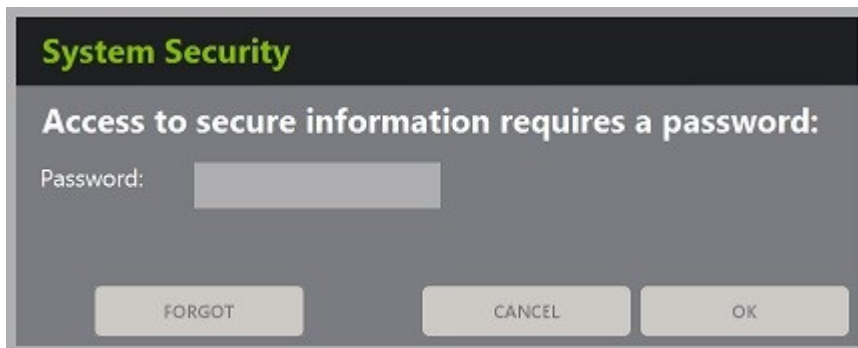 System Security
Access to secure information requires a password:
Password:
FORGOT CANCEL OK